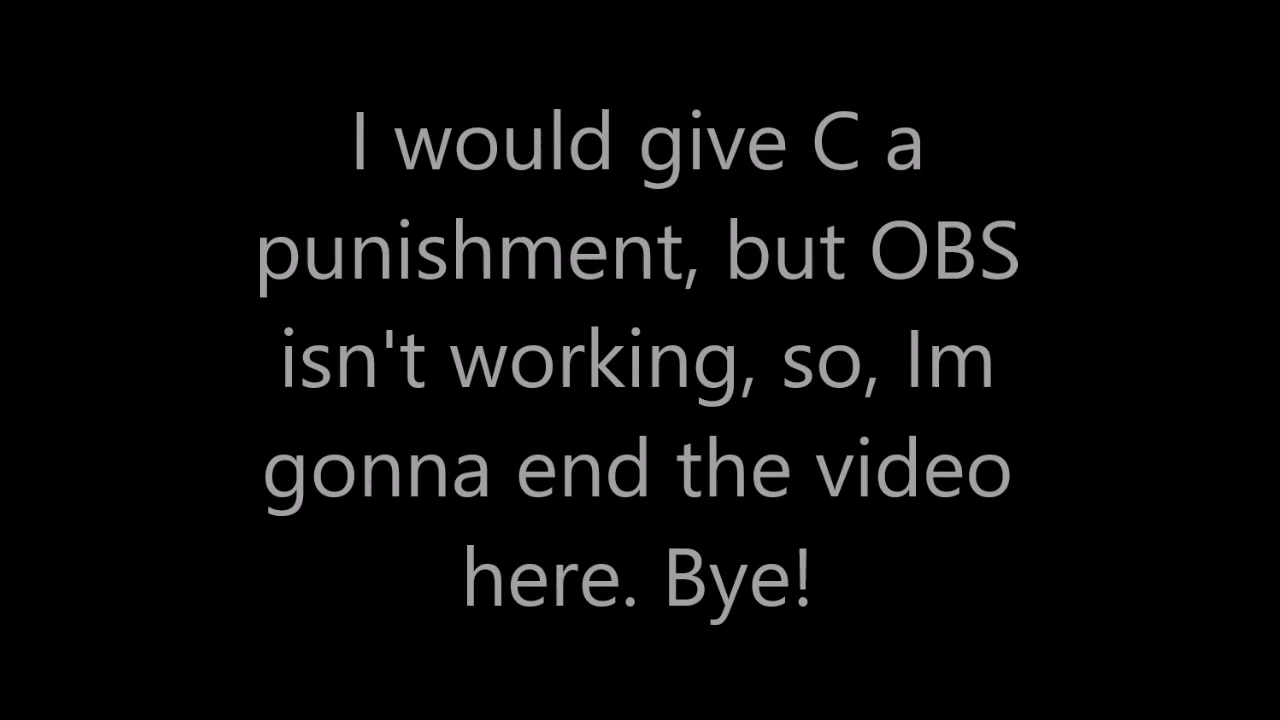 I would give C a
punishment, but OBS
isn't working, so, Im
gonna end the video
here. Bye!